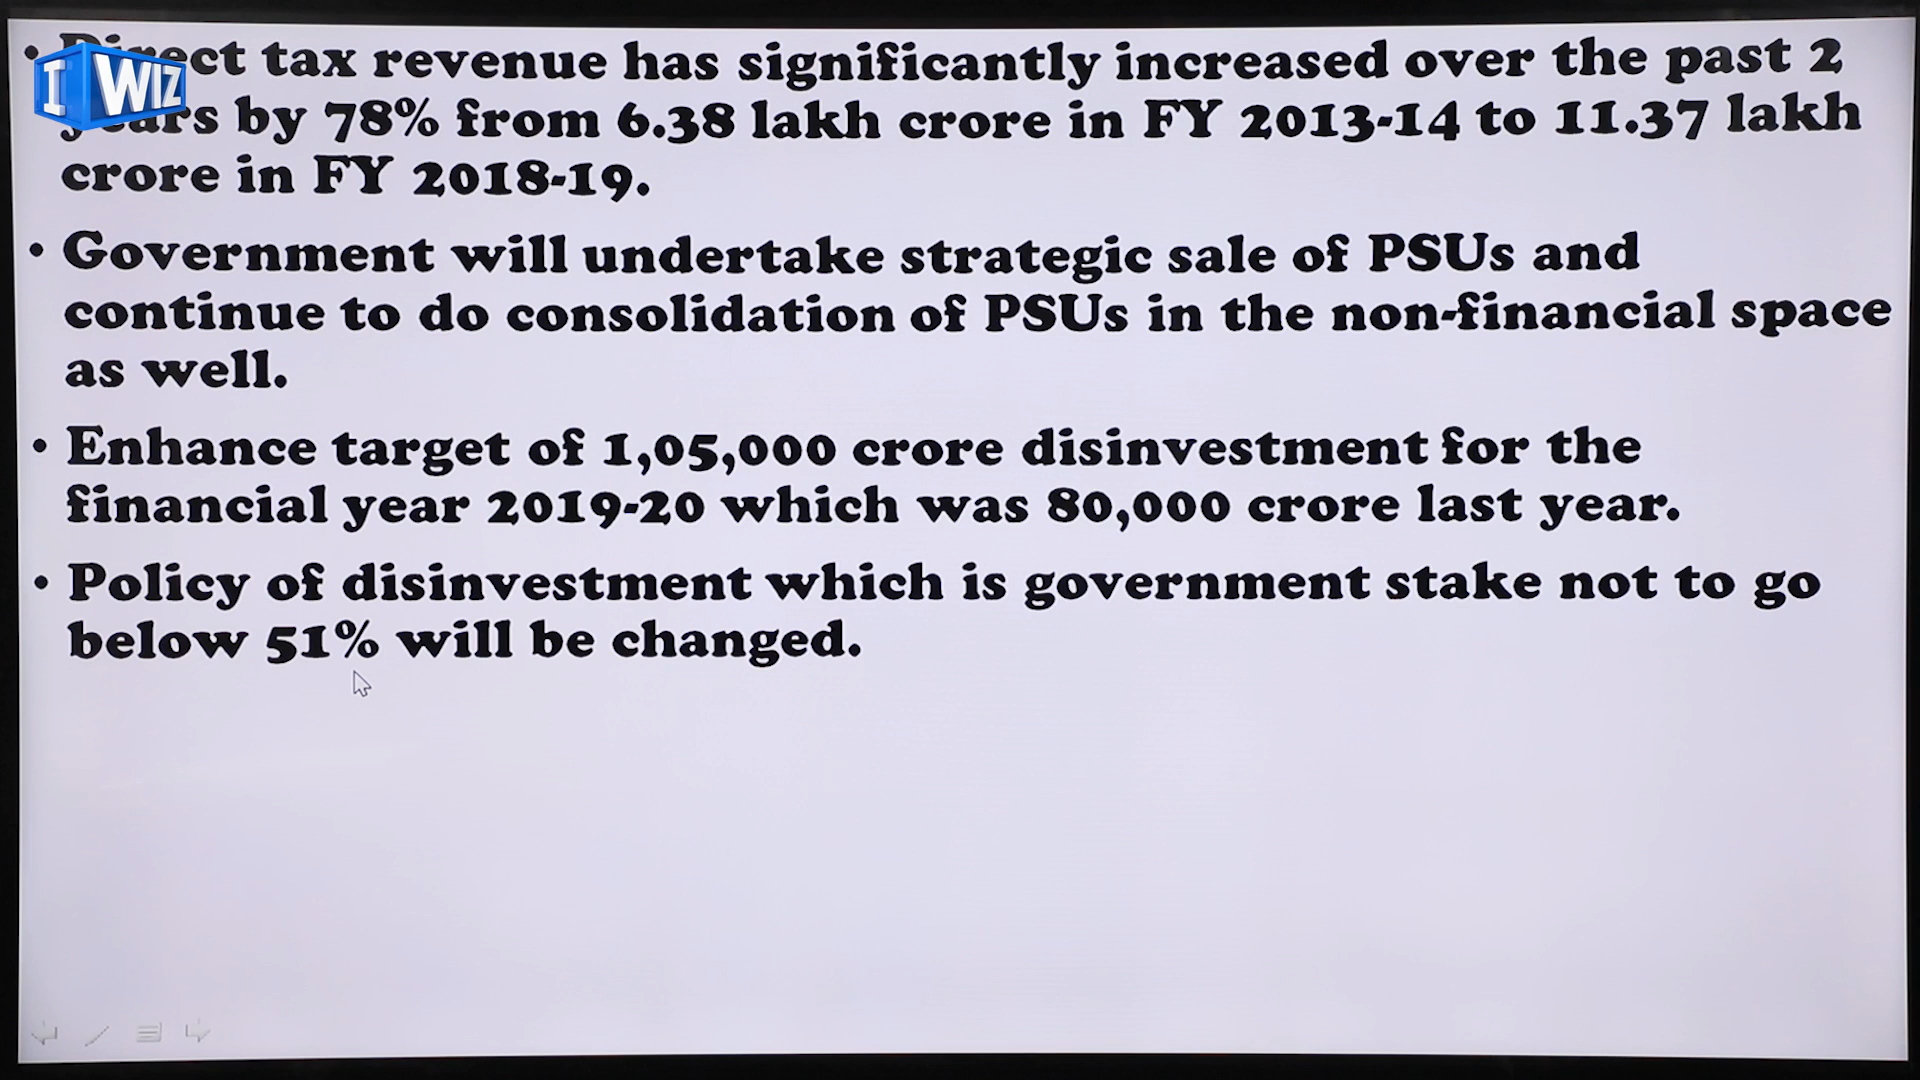 • Direct tax revenue has significantly increased over the past 2
years by 78% from 6.38 lakh crore in FY 2013-14 to 11.37 lakh
crore in FY 2018-19.
• Government will undertake strategic sale of PSUs and
continue to do consolidation of PSUs in the non-financial space
as well.
• Enhance target of 1,05,000 crore disinvestment for the
financial year 2019-20 which was 80,000 crore last year.
• Policy of disinvestment which is government stake not to go
below 51% will be changed.
I WIZ